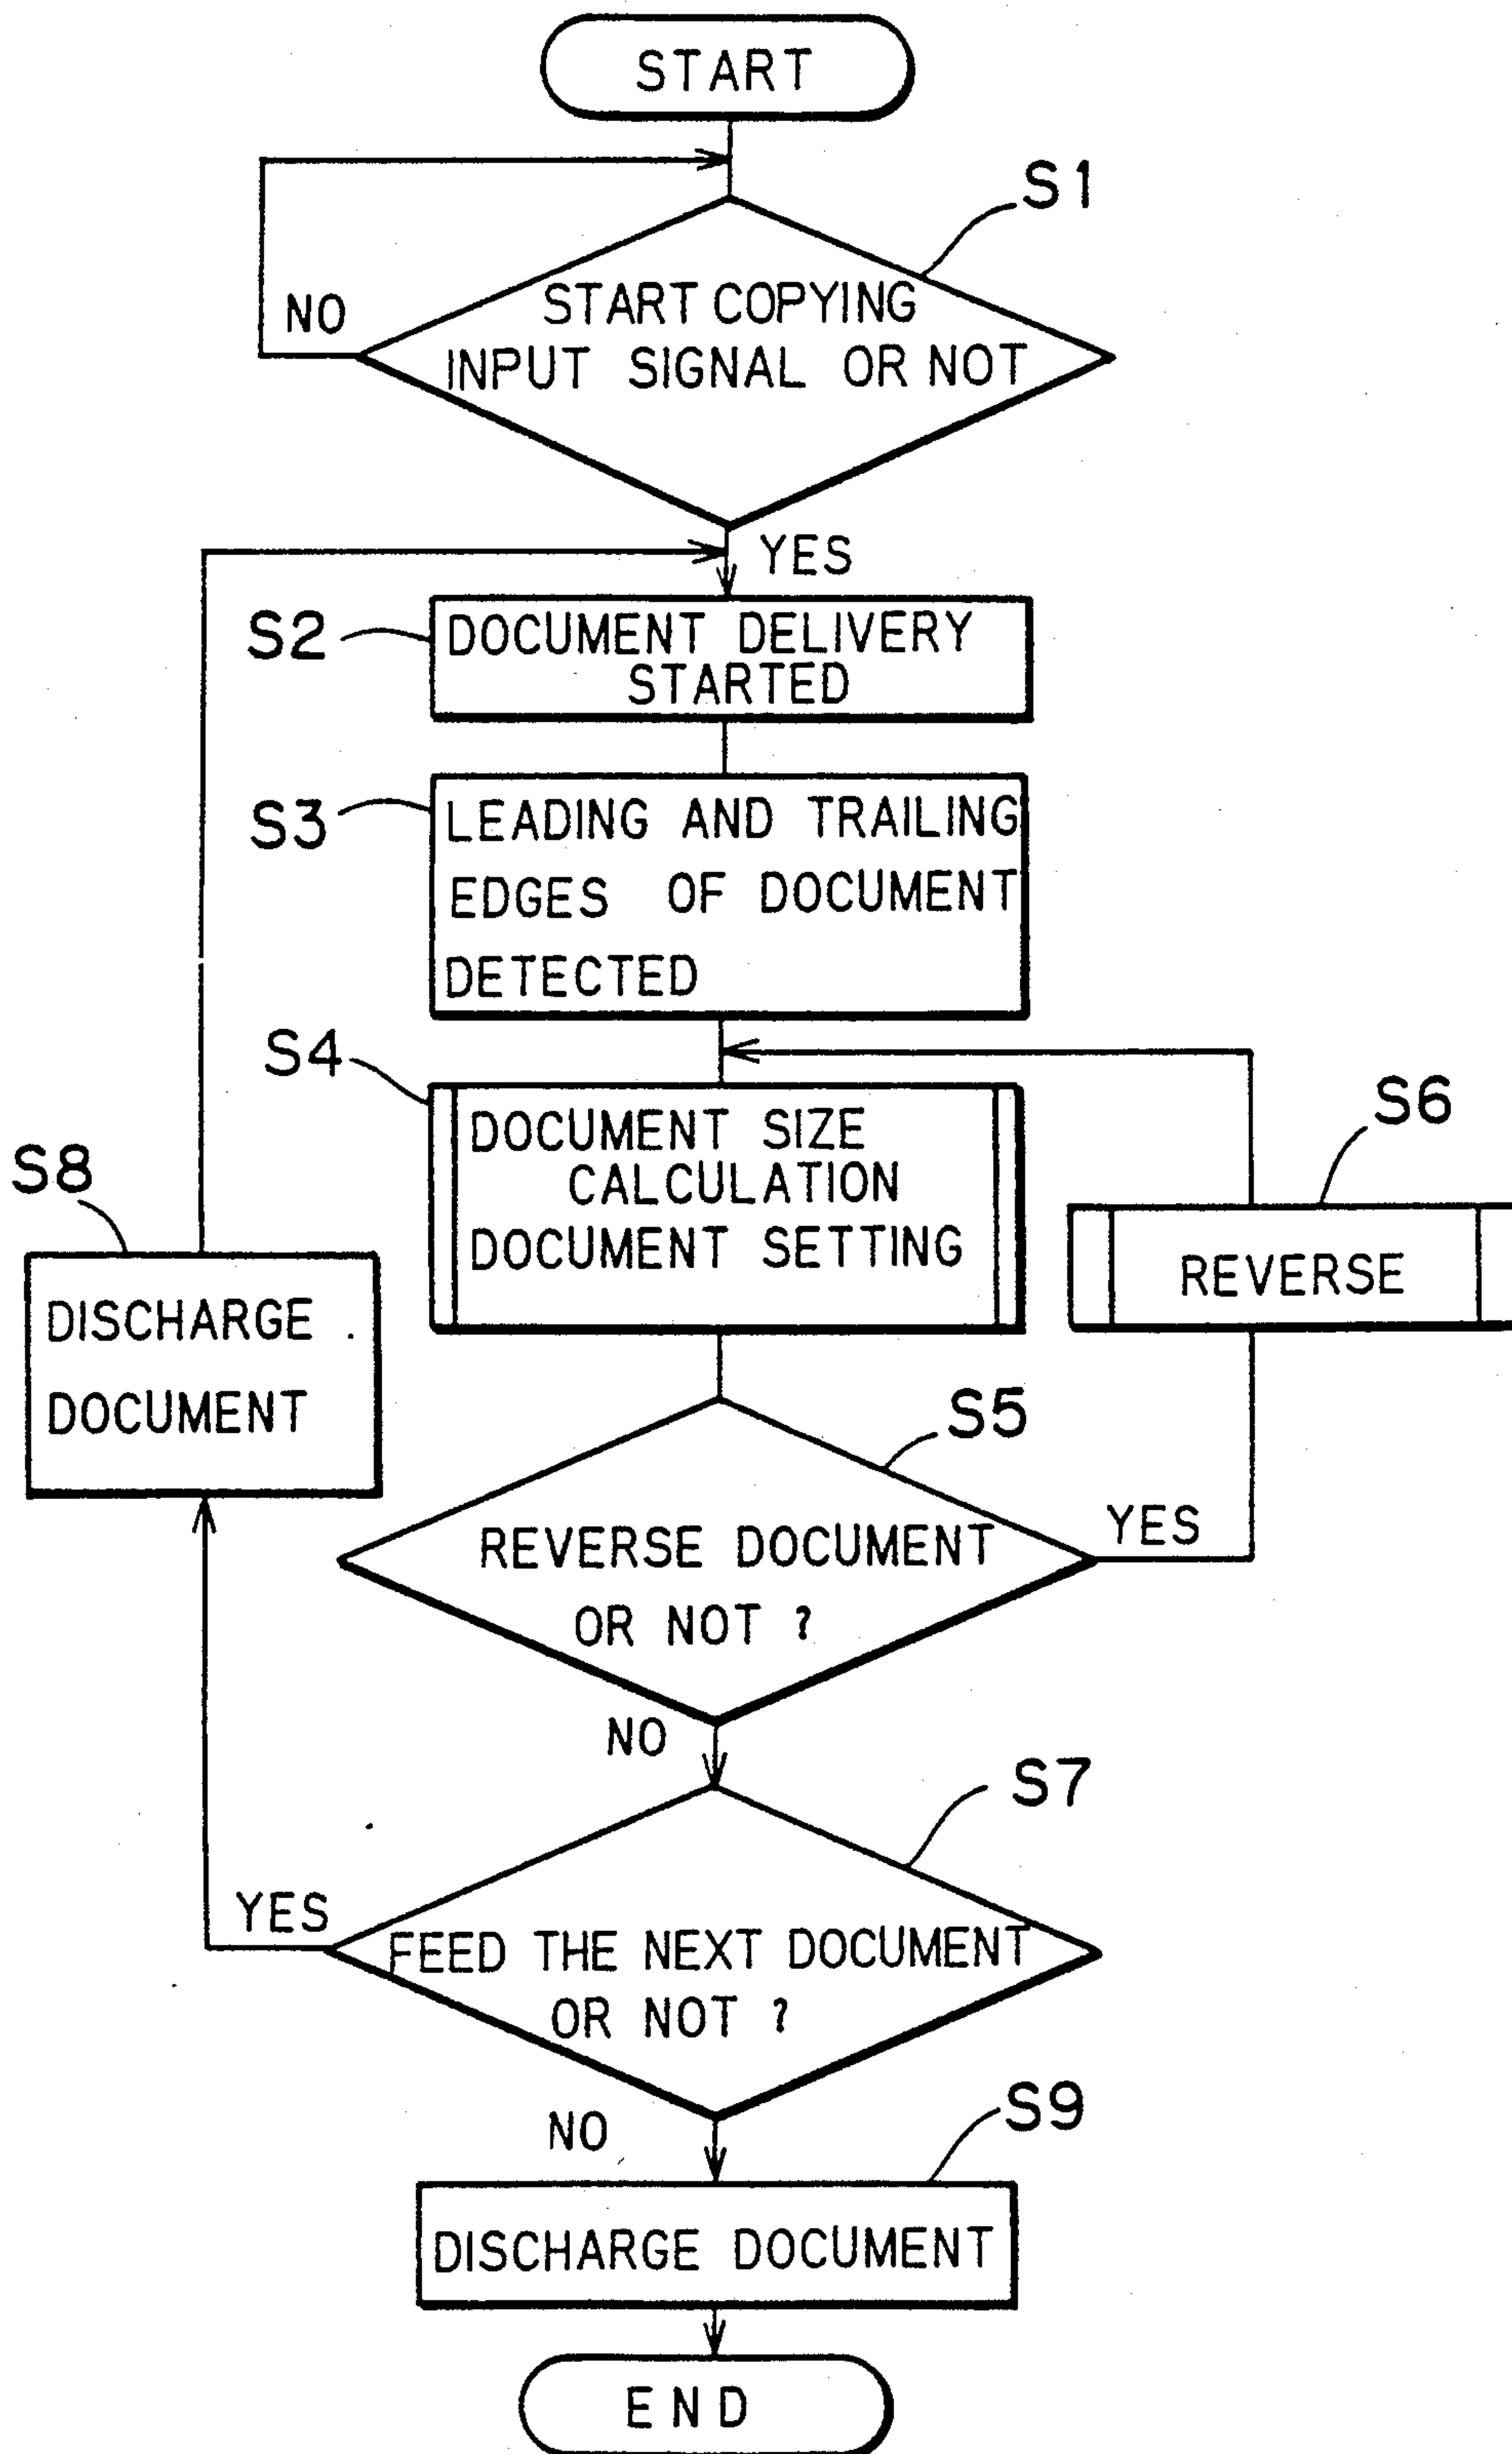 START
S1
NO
START COPYING
INPUT SIGNAL OR NOT
YES
S2
DOCUMENT DELIVERY
STARTED
S3
LEADING AND TRAILING
EDGES OF DOCUMENT
DETECTED
S4
DOCUMENT SIZE
CALCULATION
DOCUMENT SETTING
S6
REVERSE
S8
DISCHARGE
DOCUMENT
S5
REVERSE DOCUMENT
OR NOT ?
YES
NO
S7
YES
FEED THE NEXT DOCUMENT
OR NOT ?
NO
S9
DISCHARGE DOCUMENT
END